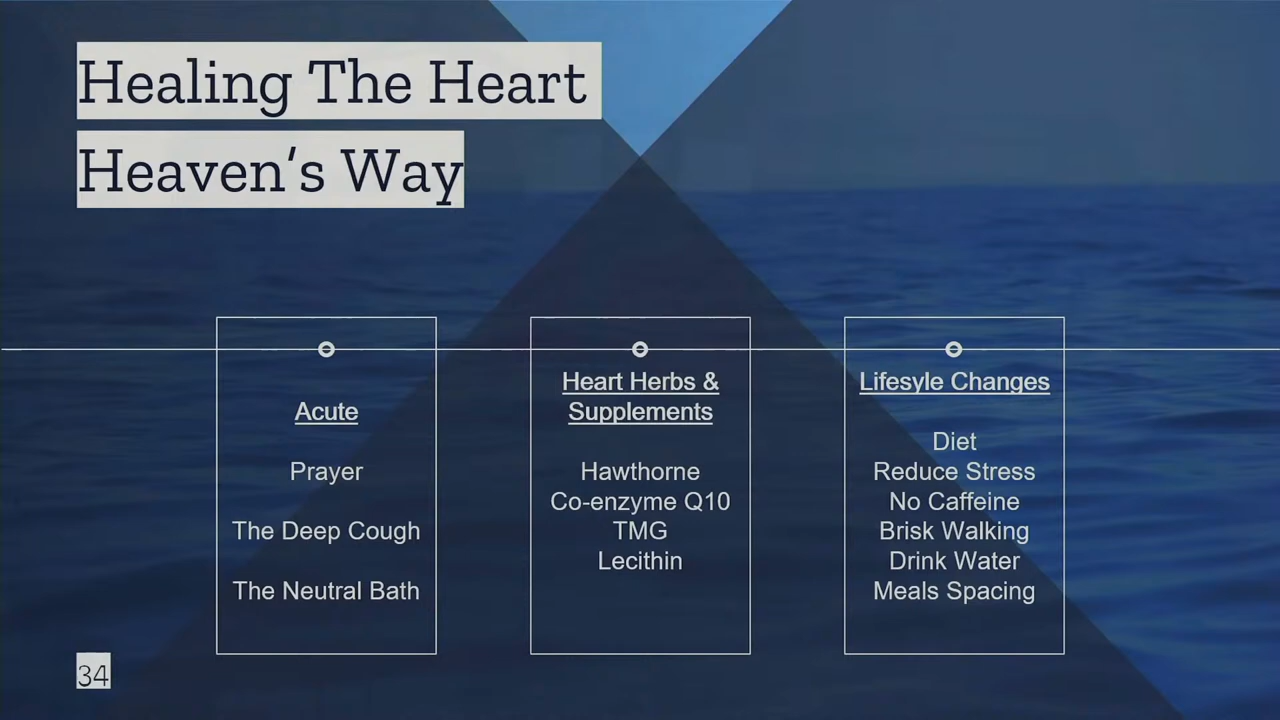 Healing The Heart
Heaven's Way
Acute
Prayer
The Deep Cough
The Neutral Bath
Heart Herbs &
Supplements
Hawthorne
Co-enzyme Q10
TMG
Lecithin
Lifesyle Changes
Diet
Reduce Stress
No Caffeine
Brisk Walking
Drink Water
Meals Spacing
34